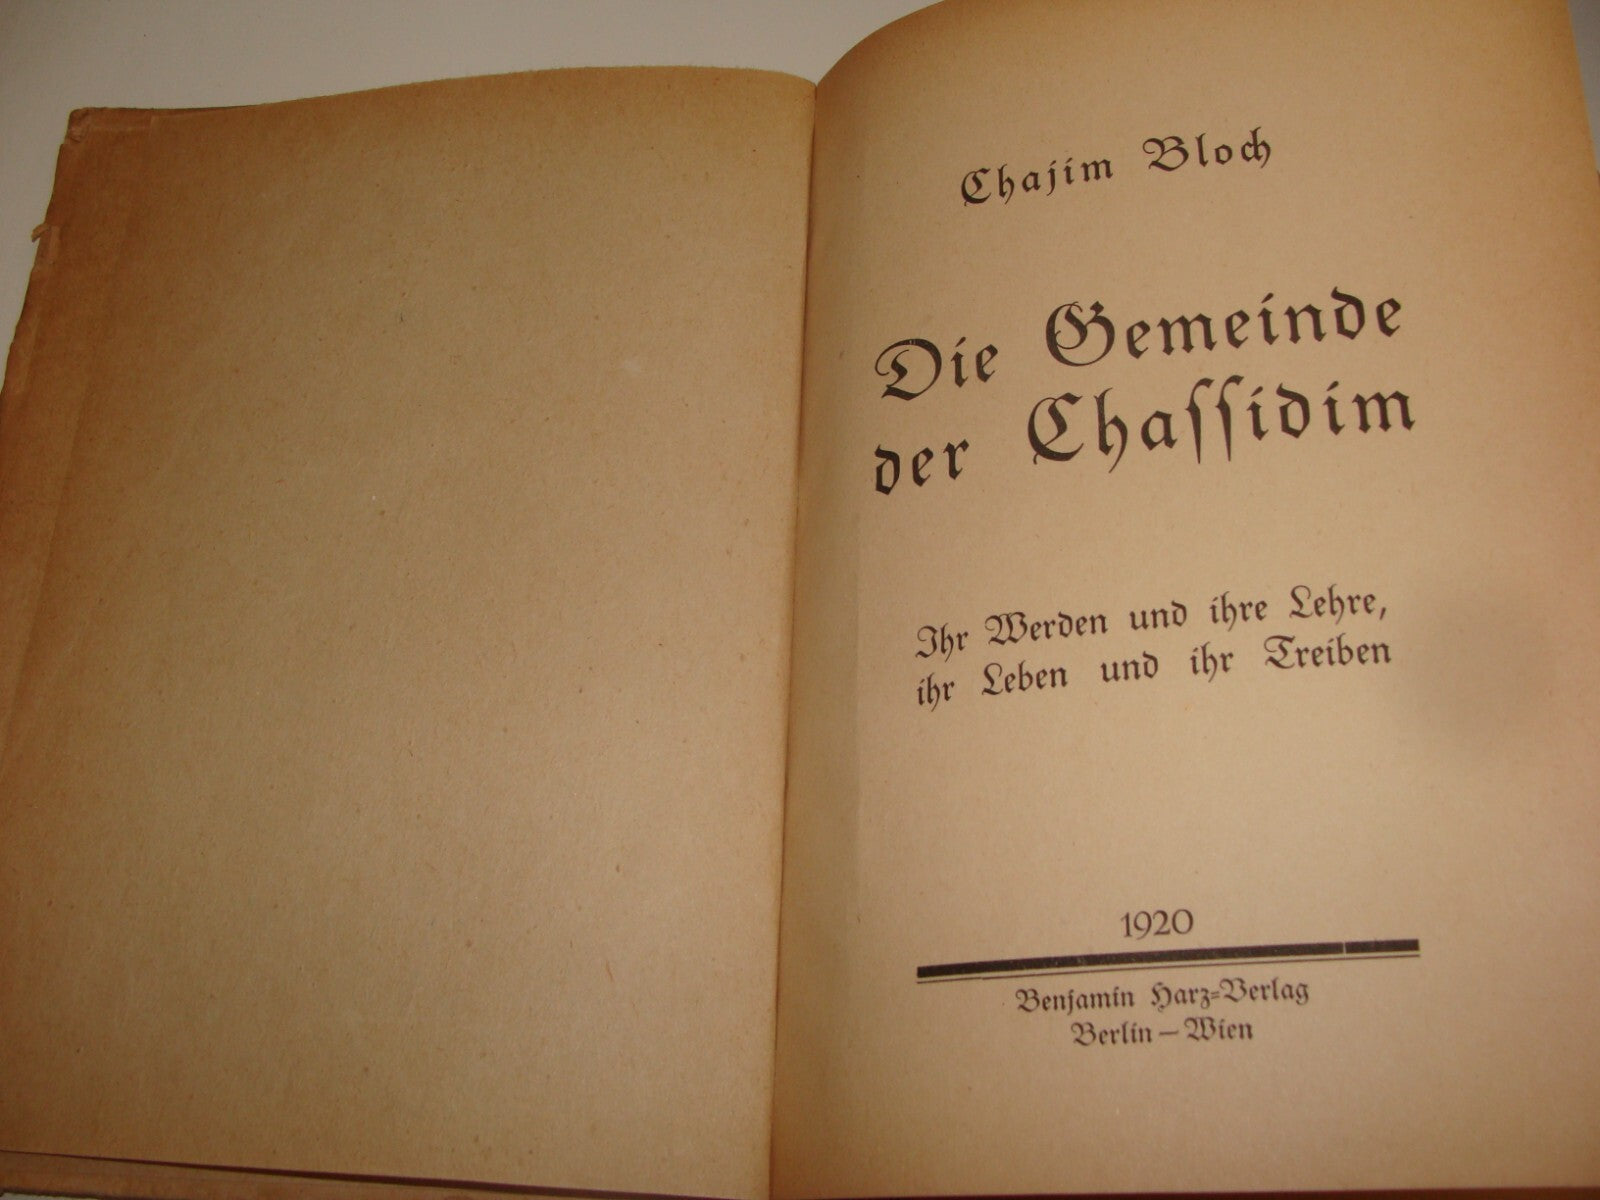 Chajim Bloch
Die Gemeinde
der Chaſſidim
Ihr Werden und ihre Lehre,
ihr Leben und ihr Treiben
1920
Benjamin Harz=Verlag
Berlin — Wien